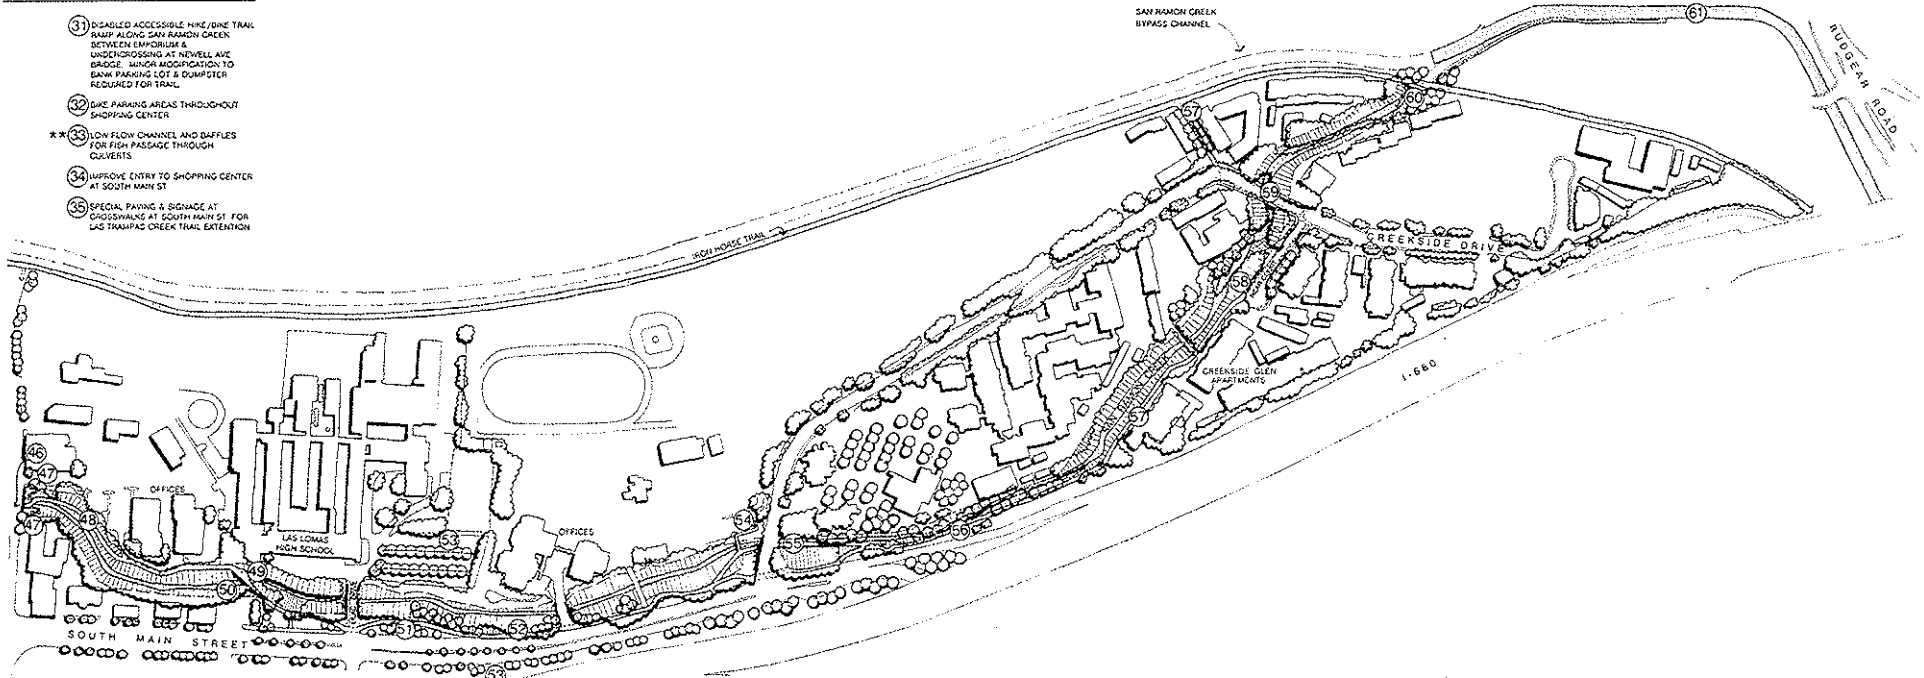 31 DISABLED ACCESSIBLE HIKE/BIKE TRAIL
RAMP ALONG SAN RAMON CREEK
BETWEEN EMPORIUM &
UNDERCROSSING AT NEWELL AVE
BRIDGE. MINOR MODIFICATION TO
BANK PARKING LOT & DUMPSTER
REQUIRED FOR TRAIL.
32 BIKE PARKING AREAS THROUGHOUT
SHOPPING CENTER
**33 LOW FLOW CHANNEL AND BAFFLES
FOR FISH PASSAGE THROUGH
CULVERTS
34 IMPROVE ENTRY TO SHOPPING CENTER
AT SOUTH MAIN ST
35 SPECIAL PAVING & SIGNAGE AT
CROSSWALKS AT SOUTH MAIN ST. FOR
LAS TRAMPAS CREEK TRAIL EXTENTION
SAN RAMON CREEK
BYPASS CHANNEL
61
RUDGEAR ROAD
60
57
59
IRON HORSE TRAIL
CREEKSIDE DRIVE
58
CREEKSIDE GLEN
APARTMENTS
I-680
57
46
47
47
48
OFFICES
LAS LOMAS
HIGH SCHOOL
53
OFFICES
54
55
56
49
50
51
52
SOUTH MAIN STREET
53